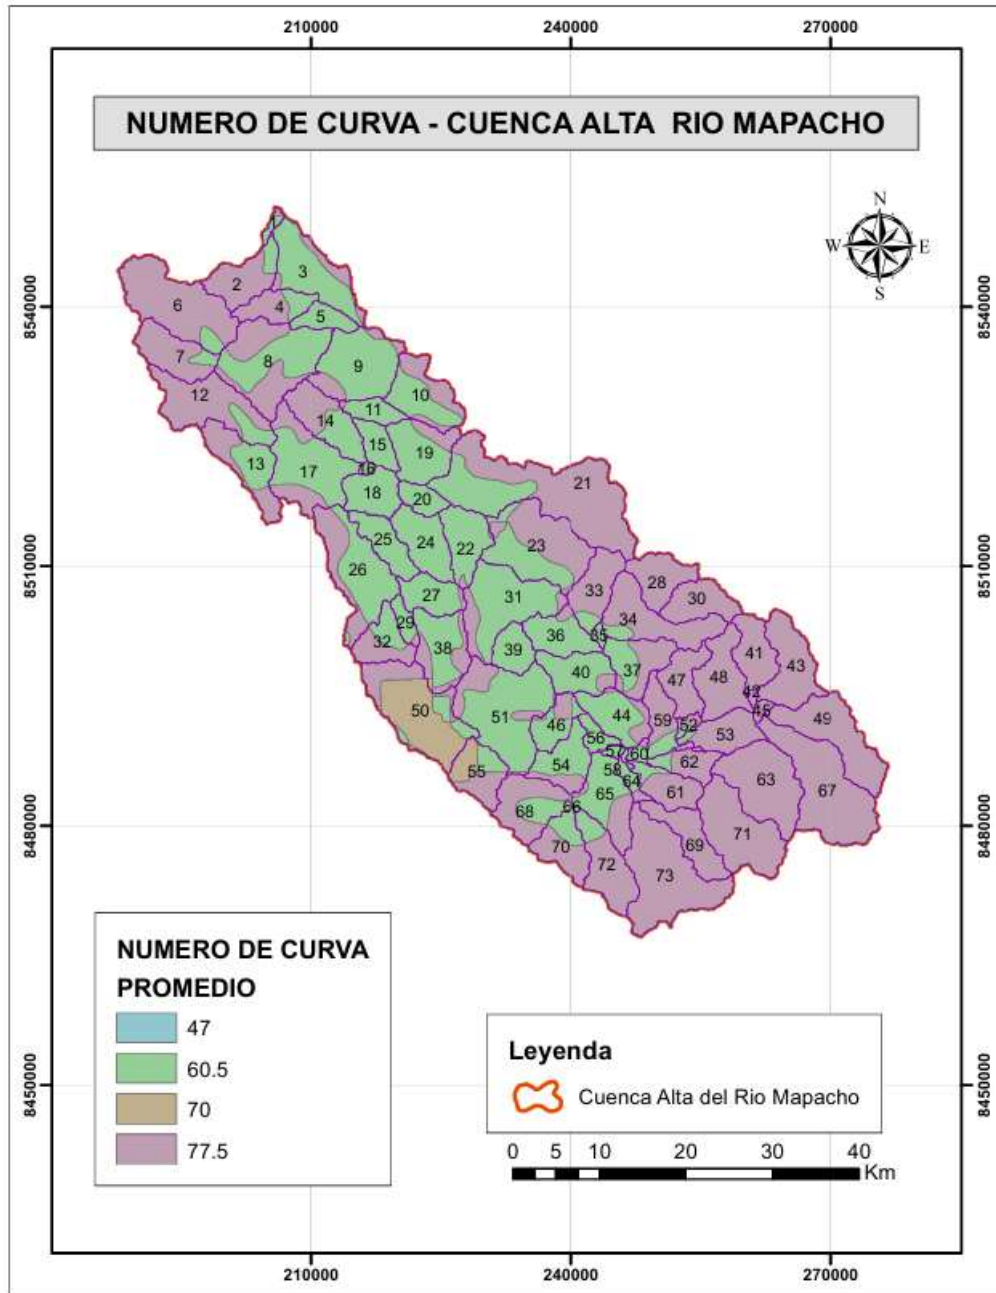 210000 240000 270000
NUMERO DE CURVA - CUENCA ALTA RIO MAPACHO
N
W E
S
8540000 8540000
8510000 8510000
8480000 8480000
8450000 8450000
3
2
6 4
5
7 8 9
12 10
11
14
15 19
13 17 16
18 20 21
25 24 22 23
26
27 31 33 28 30
29 34
32 38 36 35
39 40 37 41 43
47 48
42
50 51 46 44 59 52 45 49
56 53
57 60
55 54 58 62
64 63 67
65 61
68 66
70 69 71
72 73
NUMERO DE CURVA
PROMEDIO
47
60.5
70
77.5
Leyenda
Cuenca Alta del Rio Mapacho
0 5 10 20 30 40
Km
210000 240000 270000